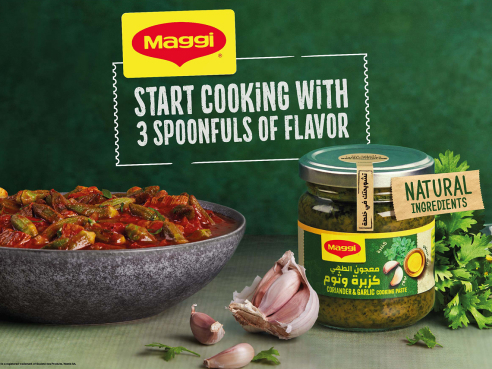 Maggi
START COOKiNG WiTH
3 SPOONFULS OF FLAVOR
NATURAL
INGREDIENTS
Maggi
معجون الطهي
كزبرة وثوم
CORIANDER & GARLIC COOKING PASTE